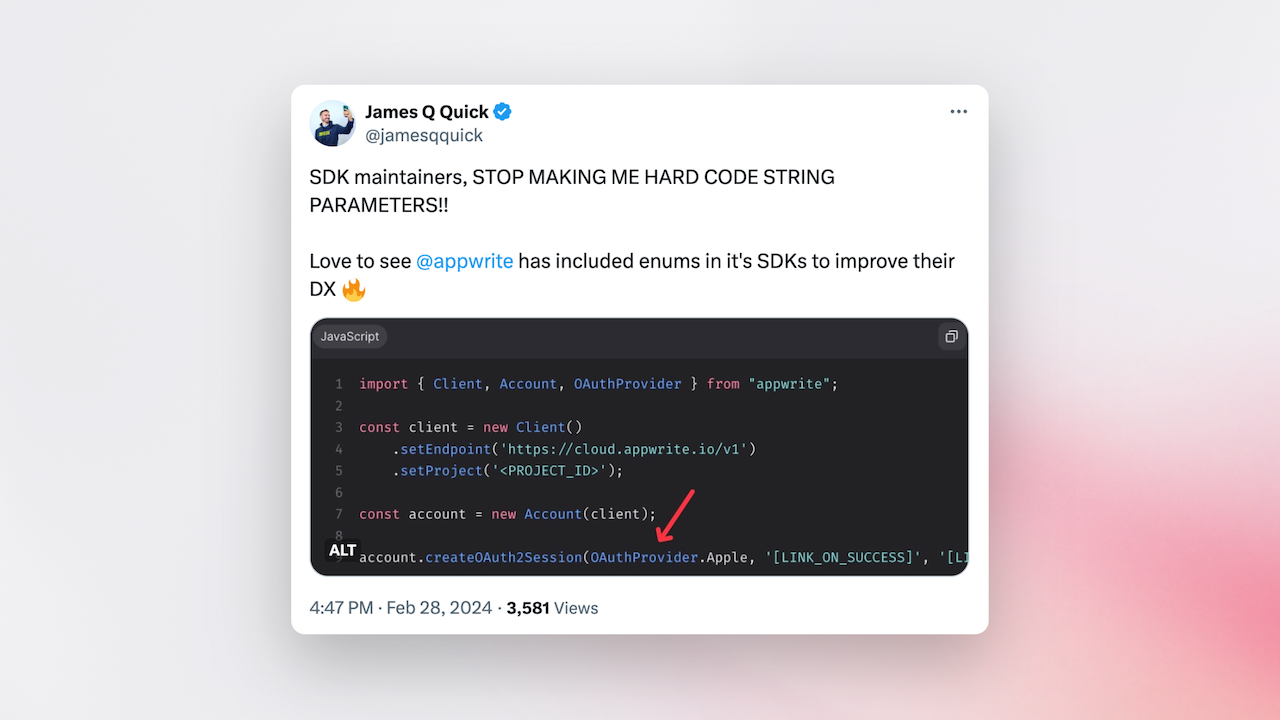 James Q Quick
@jamesqquick
SDK maintainers, STOP MAKING ME HARD CODE STRING
PARAMETERS!!
Love to see @appwrite has included enums in it's SDKs to improve their
DX 🔥
JavaScript
1 import { Client, Account, OAuthProvider } from "appwrite";
2
3 const client = new Client()
4 .setEndpoint('https://cloud.appwrite.io/v1')
5 .setProject('<PROJECT_ID>');
6
7 const account = new Account(client);
8
ALT
9 account.createOAuth2Session(OAuthProvider.Apple, '[LINK_ON_SUCCESS]', '[LI
4:47 PM · Feb 28, 2024 · 3,581 Views